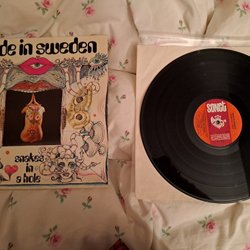 de in sweden
snakes
in
a hole
SONET